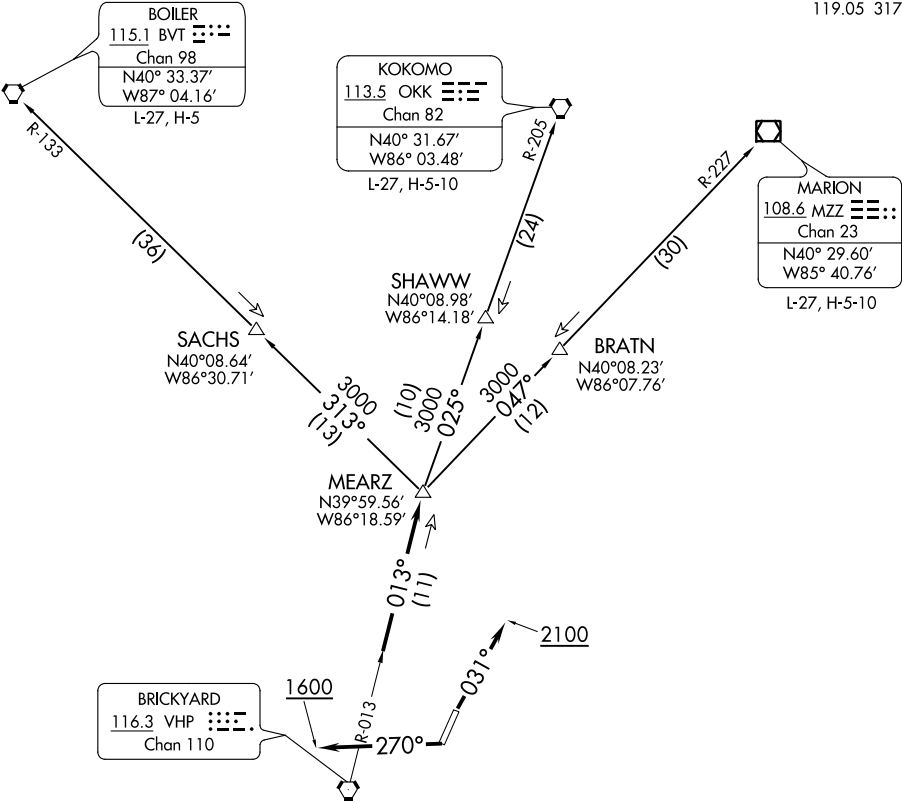 119.05 317
BOILER
115.1 BVT
Chan 98
N40° 33.37′
W87° 04.16′
L-27, H-5
KOKOMO
113.5 OKK
Chan 82
N40° 31.67′
W86° 03.48′
L-27, H-5-10
MARION
108.6 MZZ
Chan 23
N40° 29.60′
W85° 40.76′
L-27, H-5-10
R-133
R-205
R-227
(36)
(24)
(30)
SHAWW
N40°08.98′
W86°14.18′
SACHS
N40°08.64′
W86°30.71′
BRATN
N40°08.23′
W86°07.76′
3000
313°
(13)
(10)
3000
025°
3000
047°
(12)
MEARZ
N39°59.56′
W86°18.59′
013°
(11)
2100
031°
1600
R-013
270°
BRICKYARD
116.3 VHP
Chan 110